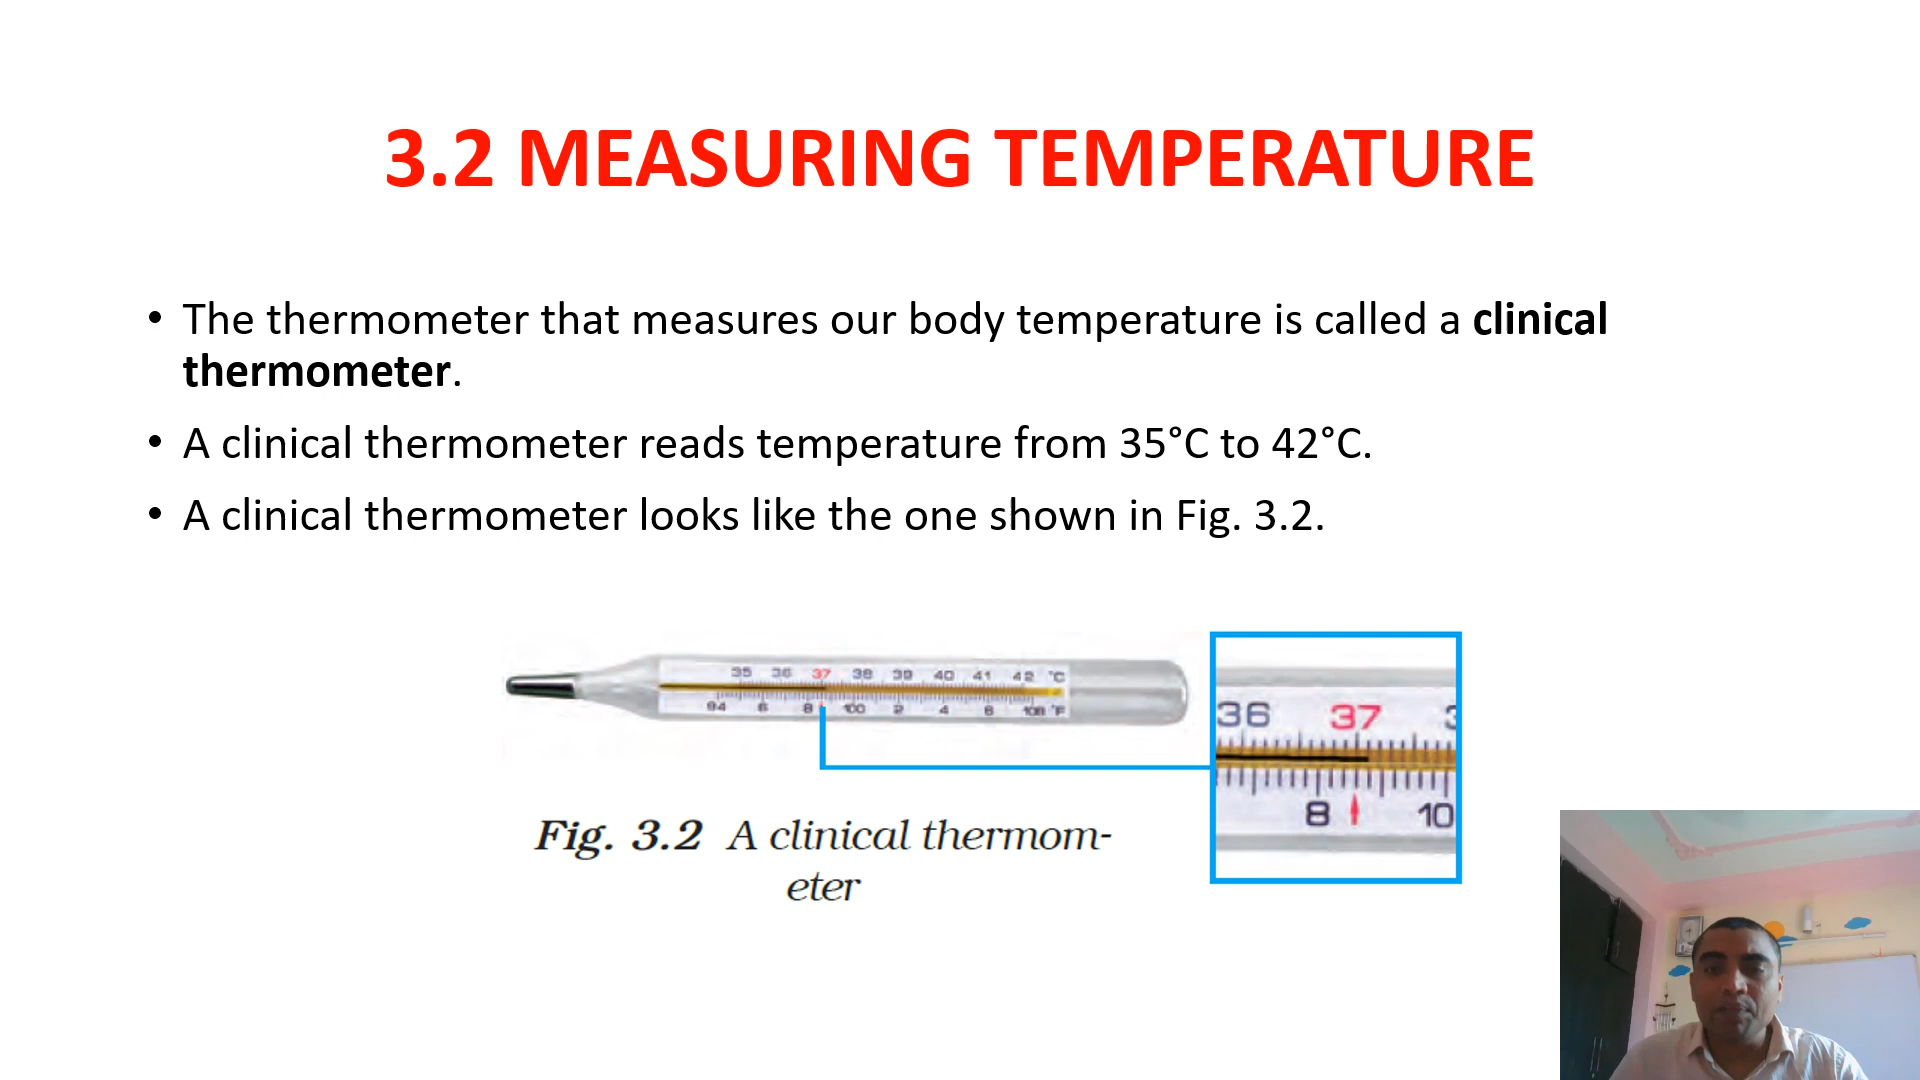 3.2 MEASURING TEMPERATURE
• The thermometer that measures our body temperature is called a clinical
thermometer.
• A clinical thermometer reads temperature from 35°C to 42°C.
• A clinical thermometer looks like the one shown in Fig. 3.2.
35 36 37 38 39 40 41 42 °C
94 6 8 100 2 4 6 108 °F
36 37
8 10
Fig. 3.2 A clinical thermom-
eter